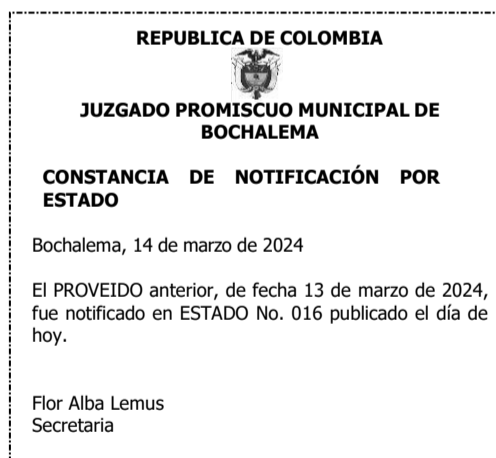 REPUBLICA DE COLOMBIA
JUZGADO PROMISCUO MUNICIPAL DE
BOCHALEMA
CONSTANCIA DE NOTIFICACIÓN POR
ESTADO
Bochalema, 14 de marzo de 2024
El PROVEIDO anterior, de fecha 13 de marzo de 2024,
fue notificado en ESTADO No. 016 publicado el día de
hoy.
Flor Alba Lemus
Secretaria